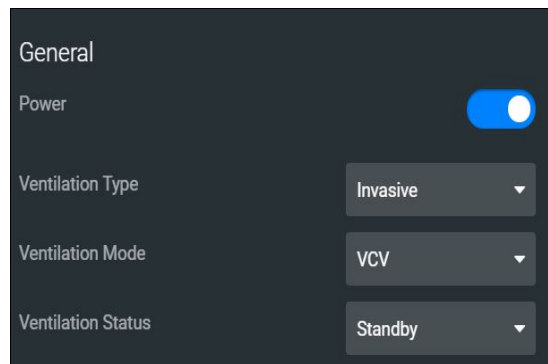 General
Power
Ventilation Type Invasive
Ventilation Mode VCV
Ventilation Status Standby